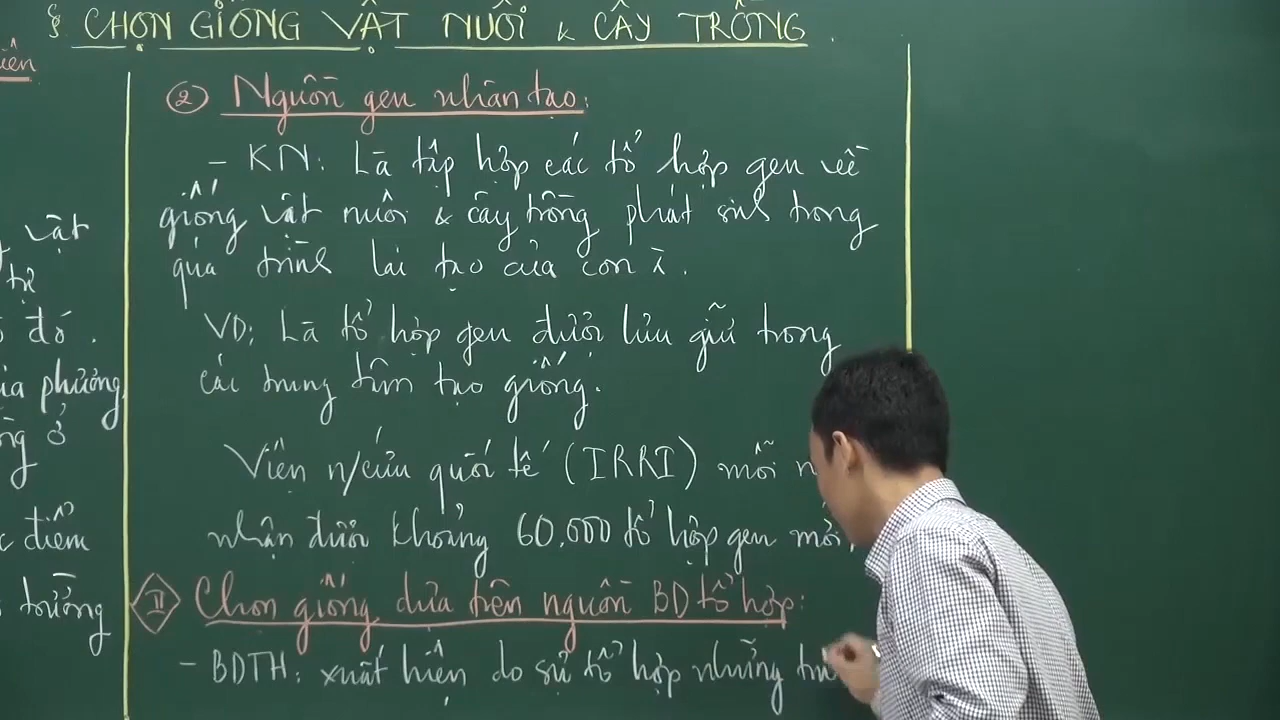 § CHỌN GIỐNG VẬT NUÔI & CÂY TRỒNG.
② Nguồn gen nhân tạo:
- KN: Là tập hợp các tổ hợp gen về
giống vật nuôi & cây trồng phát sinh trong
quá trình lai tạo của con
VD: Là tổ hợp gen được lưu giữ trong
các trung tâm tạo giống.
Viện n/cứu quốc tế (IRRI) mỗi
nhận được khoảng 60.000 tổ hợp gen mới.
II Chọn giống dựa trên nguồn BD tổ hợp:
- BDTH: xuất hiện do sự tổ hợp những
vật
đó.
phương,
ở
điểm
trường